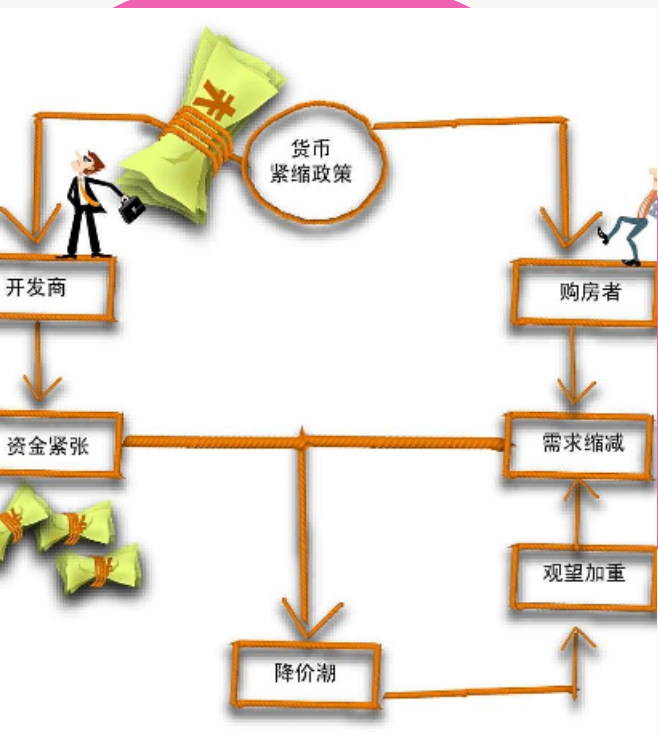 货币
紧缩政策
开发商
购房者
资金紧张
需求缩减
观望加重
降价潮